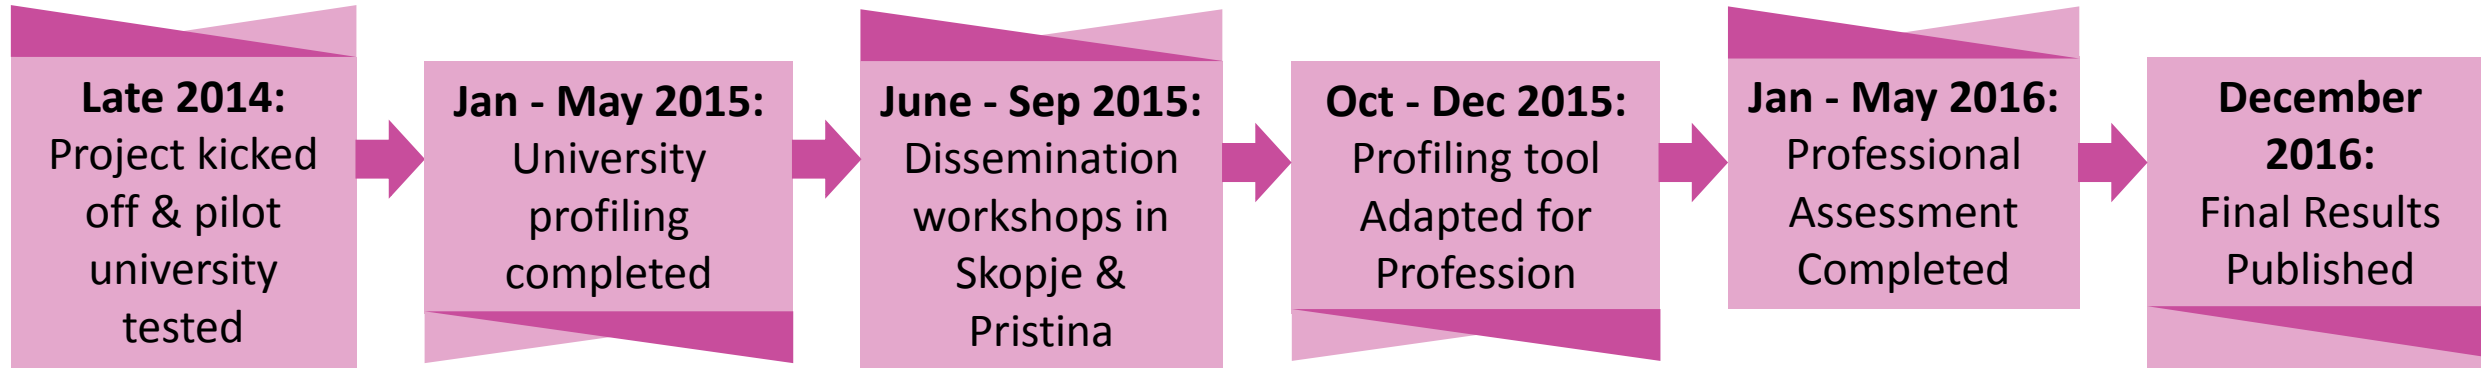 Late 2014:
Project kicked
off & pilot
university
tested
Jan - May 2015:
University
profiling
completed
June - Sep 2015:
Dissemination
workshops in
Skopje &
Pristina
Oct - Dec 2015:
Profiling tool
Adapted for
Profession
Jan - May 2016:
Professional
Assessment
Completed
December
2016:
Final Results
Published